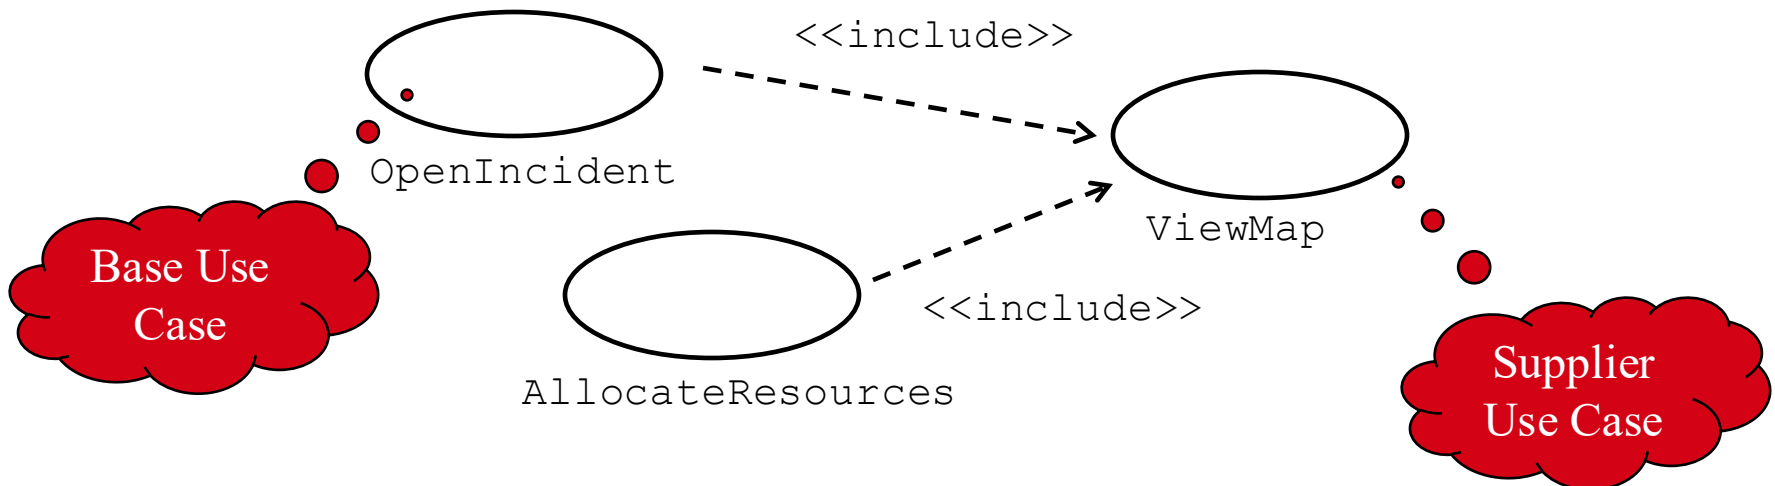 <<include>>
OpenIncident
ViewMap
Base Use
Case
<<include>>
AllocateResources
Supplier
Use Case